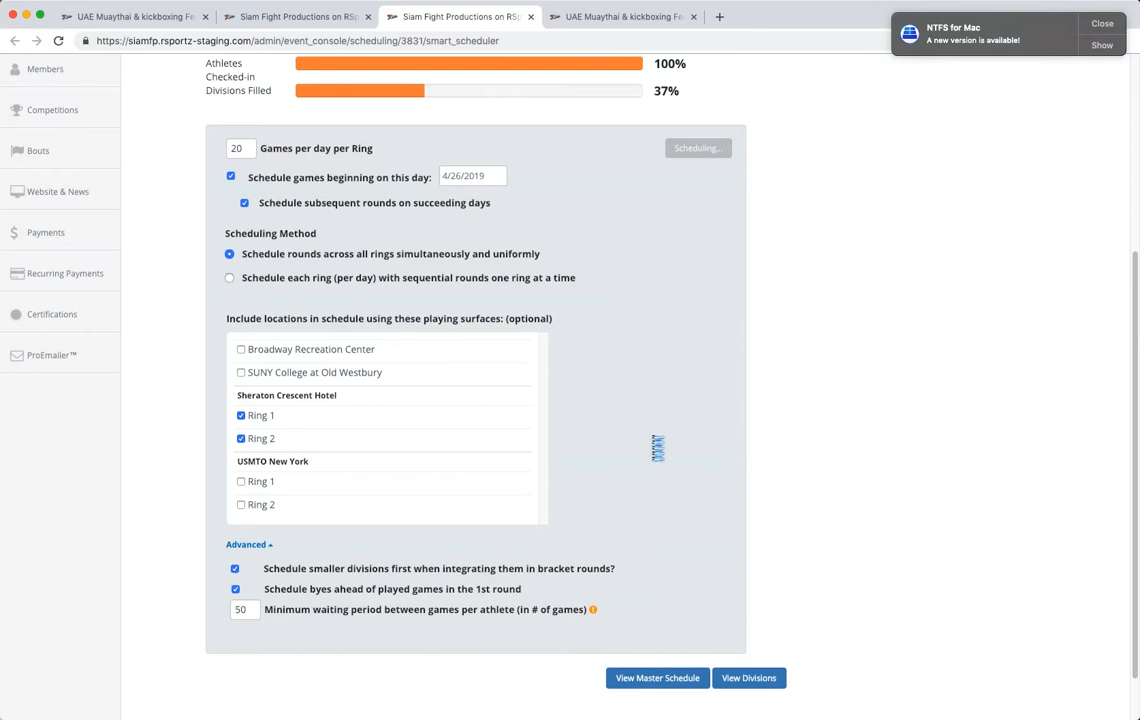 UAE Muaythai & kickboxing Fe
Siam Fight Productions on RSp
Siam Fight Productions on RSp
UAE Muaythai & kickboxing Fe
NTFS for Mac
A new version is available!
Close
Show
https://siamfp.rsportz-staging.com/admin/event_console/scheduling/3831/smart_scheduler
Members
Competitions
Bouts
Website & News
Payments
Recurring Payments
Certifications
ProEmailer™
Athletes
Checked-in
100%
Divisions Filled
37%
20 Games per day per Ring
Scheduling...
Schedule games beginning on this day: 4/26/2019
Schedule subsequent rounds on succeeding days
Scheduling Method
Schedule rounds across all rings simultaneously and uniformly
Schedule each ring (per day) with sequential rounds one ring at a time
Include locations in schedule using these playing surfaces: (optional)
Broadway Recreation Center
SUNY College at Old Westbury
Sheraton Crescent Hotel
Ring 1
Ring 2
USMTO New York
Ring 1
Ring 2
Advanced
Schedule smaller divisions first when integrating them in bracket rounds?
Schedule byes ahead of played games in the 1st round
50 Minimum waiting period between games per athlete (in # of games)
View Master Schedule
View Divisions